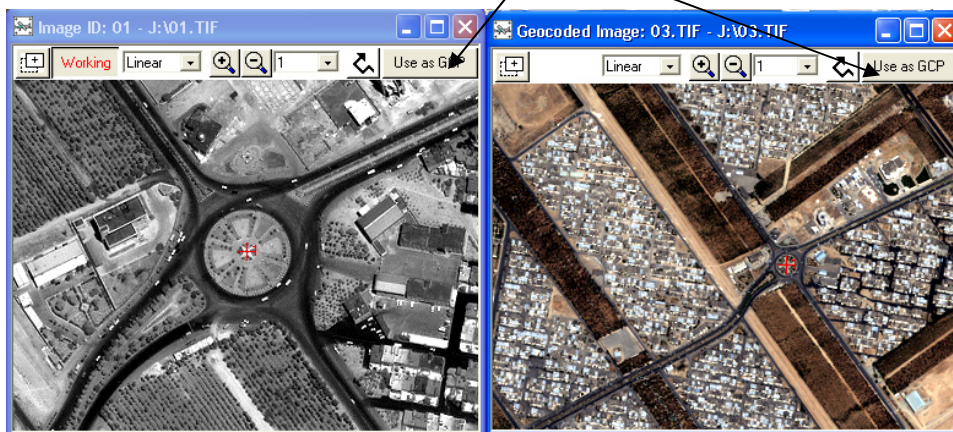 Image ID: 01 - J:\01.TIF
Working Linear 1 Use as GCP
Geocoded Image: 03.TIF - J:\03.TIF
Linear 1 Use as GCP